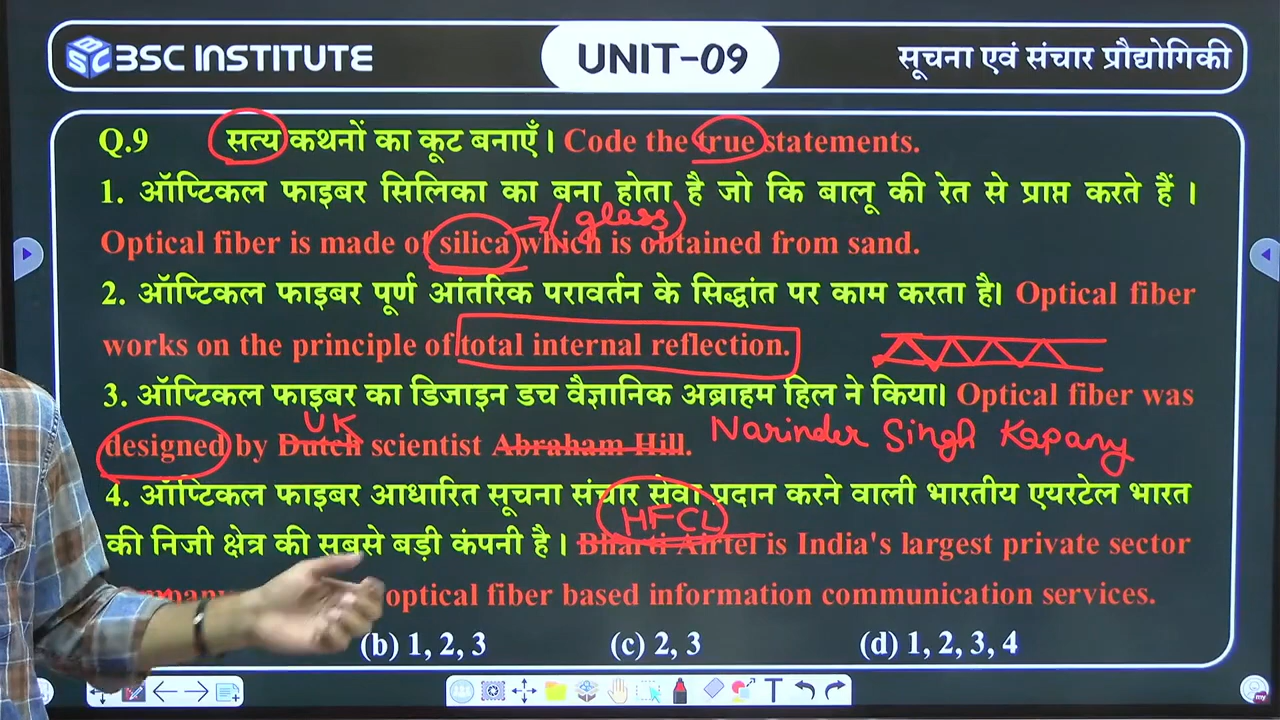 BSC INSTITUTE UNIT-09 सूचना एवं संचार प्रौद्योगिकी
Q.9 सत्य कथनों का कूट बनाएँ। Code the true statements.
1. ऑप्टिकल फाइबर सिलिका का बना होता है जो कि बालू की रेत से प्राप्त करते हैं ।
(glass)
Optical fiber is made of silica which is obtained from sand.
2. ऑप्टिकल फाइबर पूर्ण आंतरिक परावर्तन के सिद्धांत पर काम करता है। Optical fiber
works on the principle of total internal reflection.
3. ऑप्टिकल फाइबर का डिजाइन डच वैज्ञानिक अब्राहम हिल ने किया। Optical fiber was
UK
designed by Dutch scientist Abraham Hill. Narinder Singh Kapany
4. ऑप्टिकल फाइबर आधारित सूचना संचार सेवा प्रदान करने वाली भारतीय एयरटेल भारत
HFCL
की निजी क्षेत्र की सबसे बड़ी कंपनी है। Bharti Airtel is India's largest private sector
optical fiber based information communication services.
(b) 1, 2, 3 (c) 2, 3 (d) 1, 2, 3, 4